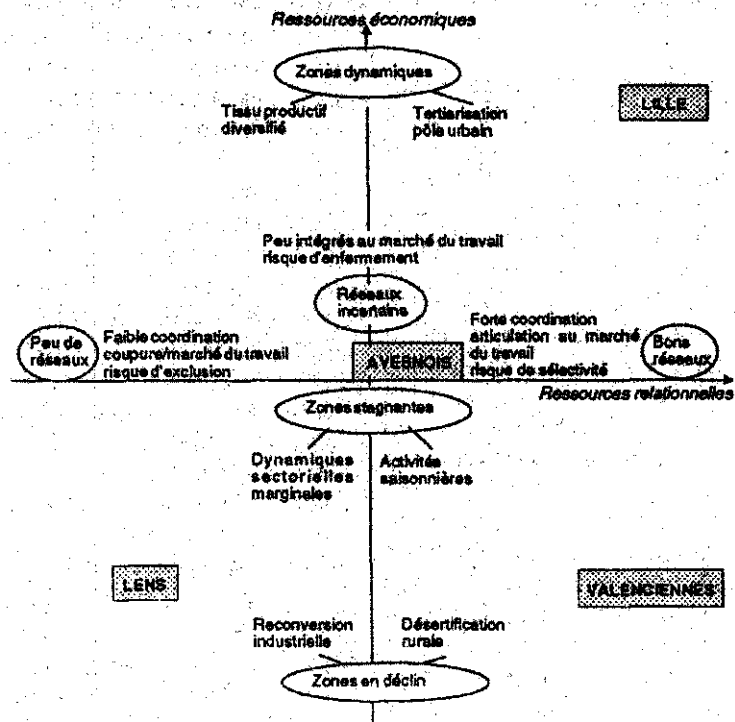 Ressources économiques
Zones dynamiques
Tissu productif
diversifié
Tertiarisation
pôle urbain
LILLE
Peu intégrés au marché du travail
risque d'enfermement
Réseaux
incertains
Peu de
réseaux
Faible coordination
coupure/marché du travail
risque d'exclusion
AVESNOIS
Forte coordination
articulation au marché
du travail
risque de sélectivité
Bons
réseaux
Ressources relationnelles
Zones stagnantes
Dynamiques
sectorielles
marginales
Activités
saisonnières
LENS
VALENCIENNES
Reconversion
industrielle
Désertification
rurale
Zones en déclin